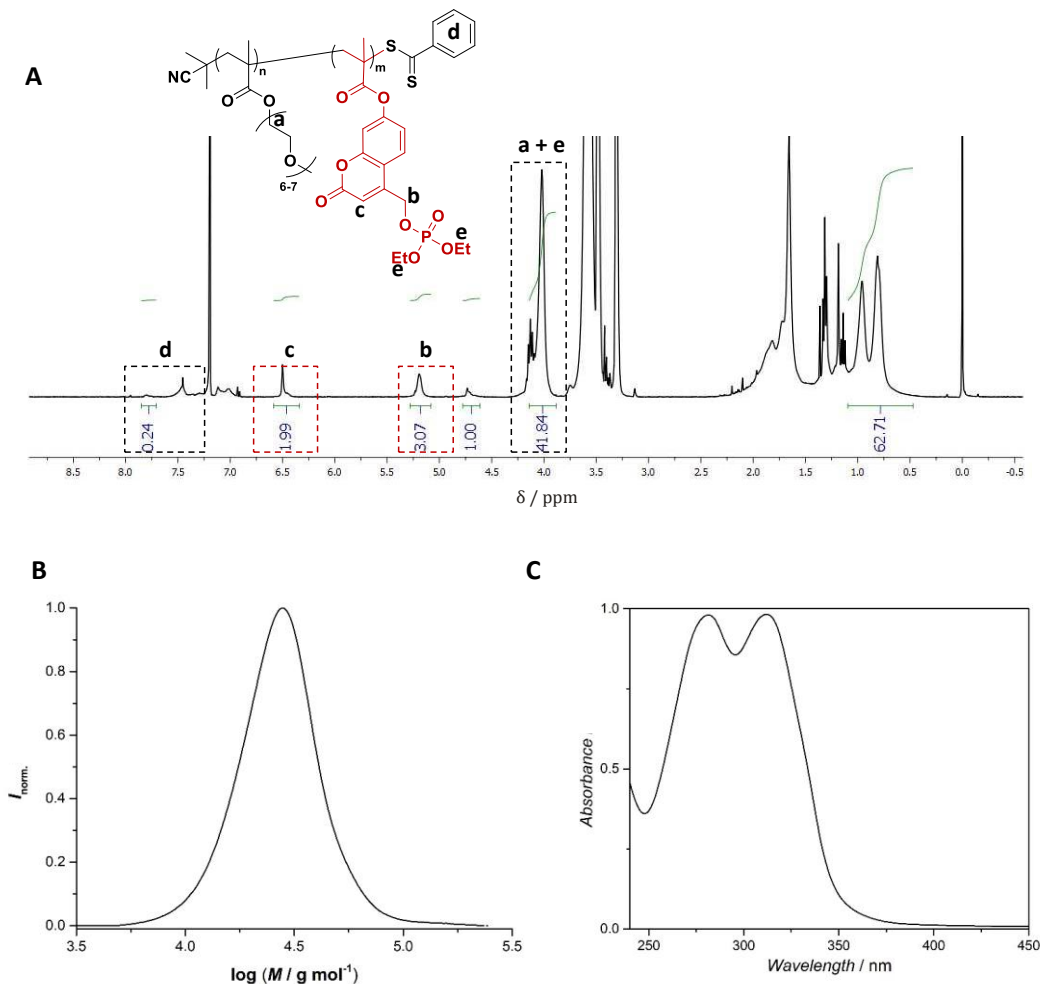 A
NC
n
m
S
S
d
O
O
a
O
6-7
O
O
O
O
c
b
O
O
P
EtO
OEt
e
e
a + e
d
c
b
0.24
1.99
3.07
1.00
41.84
62.71
8.5 7.5 7.0 6.5 6.0 5.5 5.0 4.5 4.0 3.5 3.0 2.5 2.0 1.5 1.0 0.5 0.0 -0.5
δ / ppm
B
1.0
0.8
0.6
0.4
0.2
0.0
I norm.
3.5 4.0 4.5 5.0 5.5
log (M / g mol⁻¹)
C
1.0
0.5
0.0
Absorbance
250 300 350 400 450
Wavelength / nm